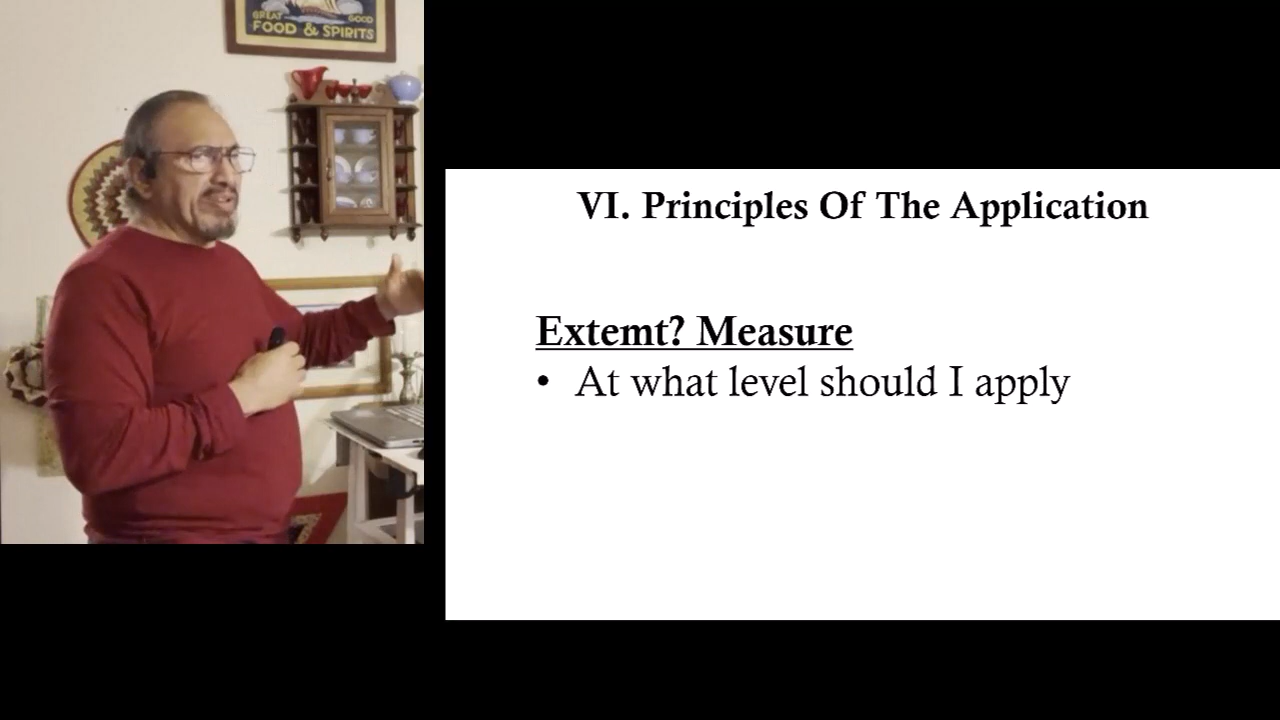 GREAT GOOD
FOOD & SPIRITS
VI. Principles Of The Application
Extemt? Measure
• At what level should I apply